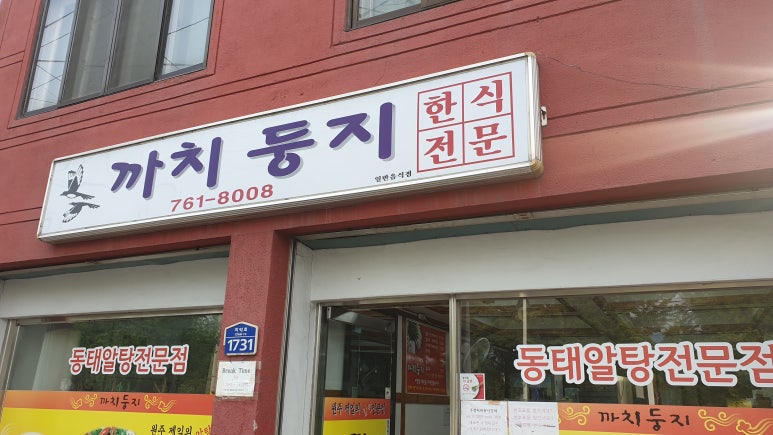 까치 둥지
한식
전문
761-8008
일반음식점
1731
동태알탕전문점
Break Time
까치둥지
원주 제일의
동태알탕전문점
까치둥지